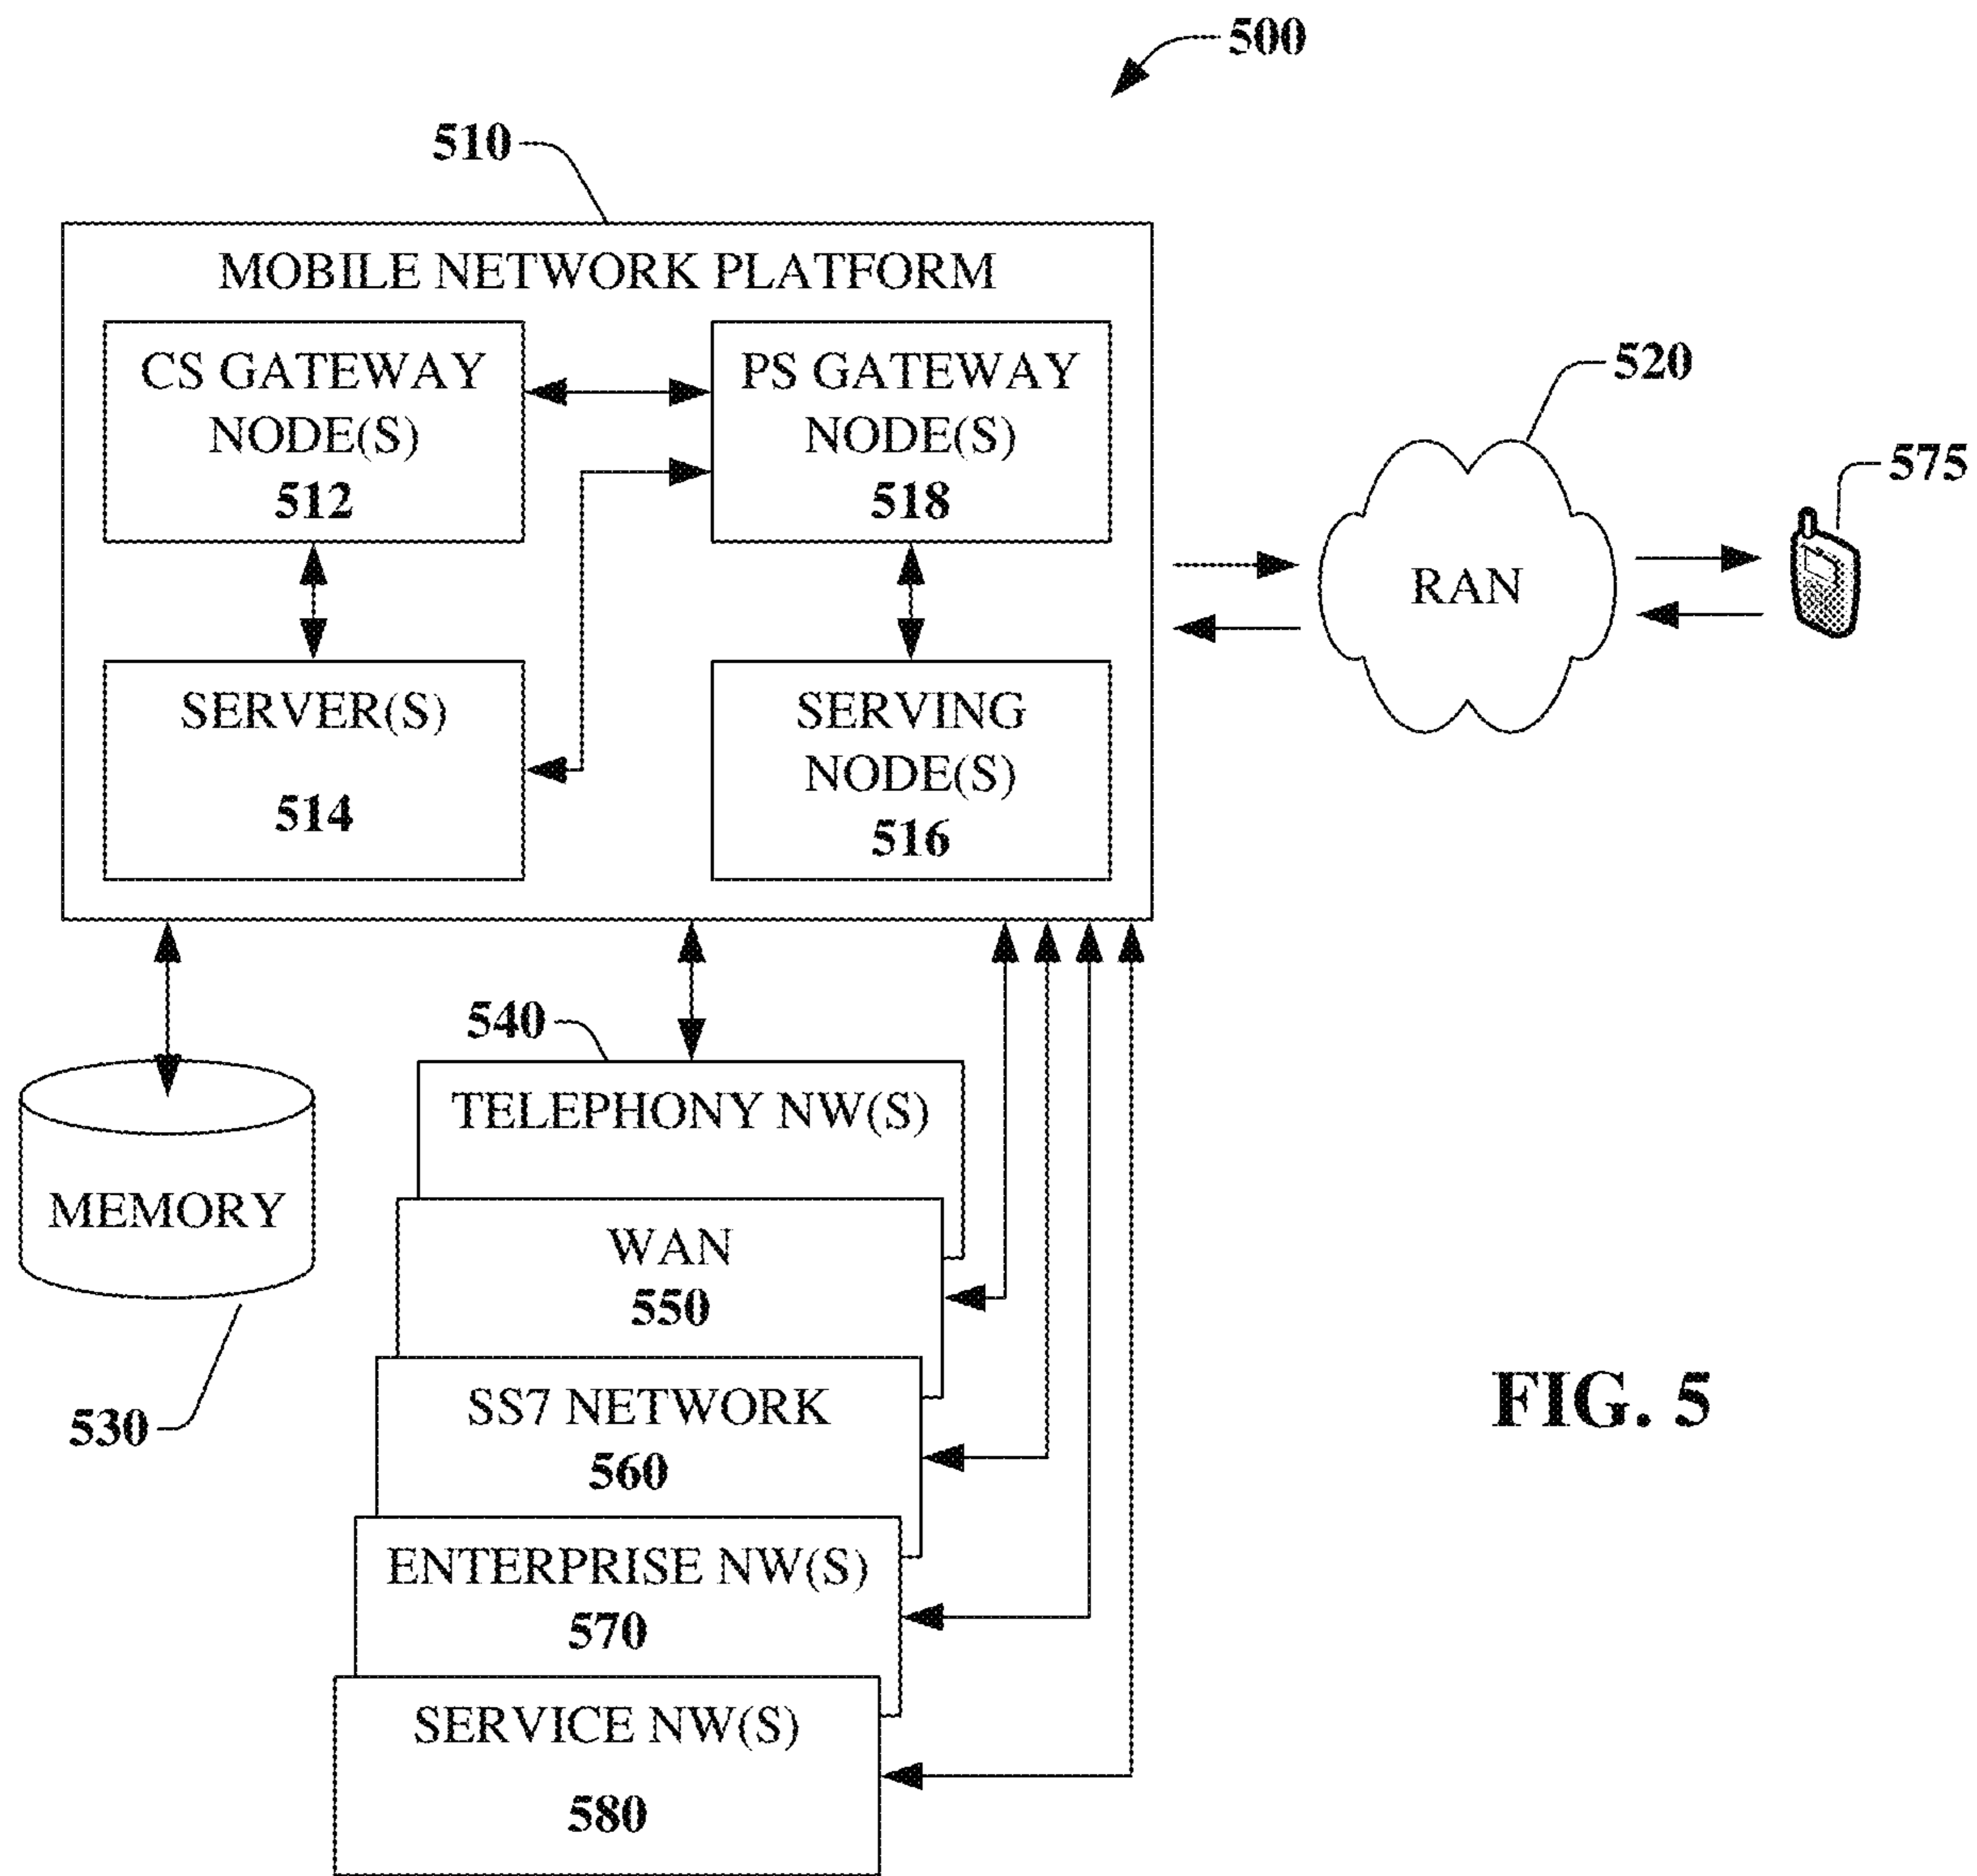 500
510
MOBILE NETWORK PLATFORM
CS GATEWAY
NODE(S)
512
PS GATEWAY
NODE(S)
518
SERVER(S)
514
SERVING
NODE(S)
516
520
RAN
575
540
TELEPHONY NW(S)
MEMORY
530
WAN
550
SS7 NETWORK
560
ENTERPRISE NW(S)
570
SERVICE NW(S)
580
FIG. 5